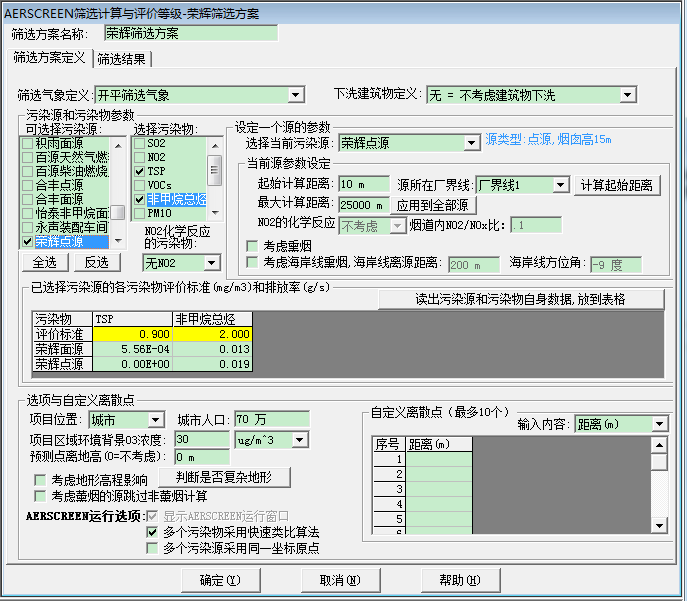 AERSCREEN筛选计算与评价等级-荣辉筛选方案
筛选方案名称: 荣辉筛选方案
筛选方案定义 筛选结果
筛选气象定义: 开平筛选气象 下洗建筑物定义: 无 = 不考虑建筑物下洗
污染源和污染物参数
可选择污染源: 选择污染物:
积雨面源
百源天然气燃
百源柴油燃烧
合丰点源
合丰面源
怡泰非甲烷面
永声装配车间
荣辉点源
SO2
NO2
TSP
VOCs
非甲烷总烃
PM10
全选 反选
NO2化学反应
的污染物:
无NO2
设定一个源的参数
选择当前污染源: 荣辉点源 源类型:点源,烟囱高15m
当前源参数设定
起始计算距离: 10 m 源所在厂界线: 厂界线1 计算起始距离
最大计算距离: 25000 m 应用到全部源
NO2的化学反应 不考虑 烟道内NO2/NOx比: .1
考虑重烟
考虑海岸线重烟,海岸线离源距离: 200 m 海岸线方位角: -9 度
已选择污染源的各污染物评价标准(mg/m3)和排放率(g/s)
读出污染源和污染物自身数据,放到表格
污染物 TSP 非甲烷总烃
评价标准 0.900 2.000
荣辉面源 5.56E-04 0.013
荣辉点源 0.00E+00 0.019
选项与自定义离散点
项目位置: 城市 城市人口: 70 万
项目区域环境背景O3浓度: 30 ug/m^3
预测点离地高(0=不考虑): 0 m
考虑地形高程影响 判断是否复杂地形
考虑薰烟的源跳过非薰烟计算
AERSCREEN运行选项: 显示AERSCREEN运行窗口
多个污染物采用快速类比算法
多个污染源采用同一坐标原点
自定义离散点（最多10个）
输入内容: 距离(m)
序号 距离(m)
1
2
3
4
5
6
确定(Y) 取消(N) 帮助(H)